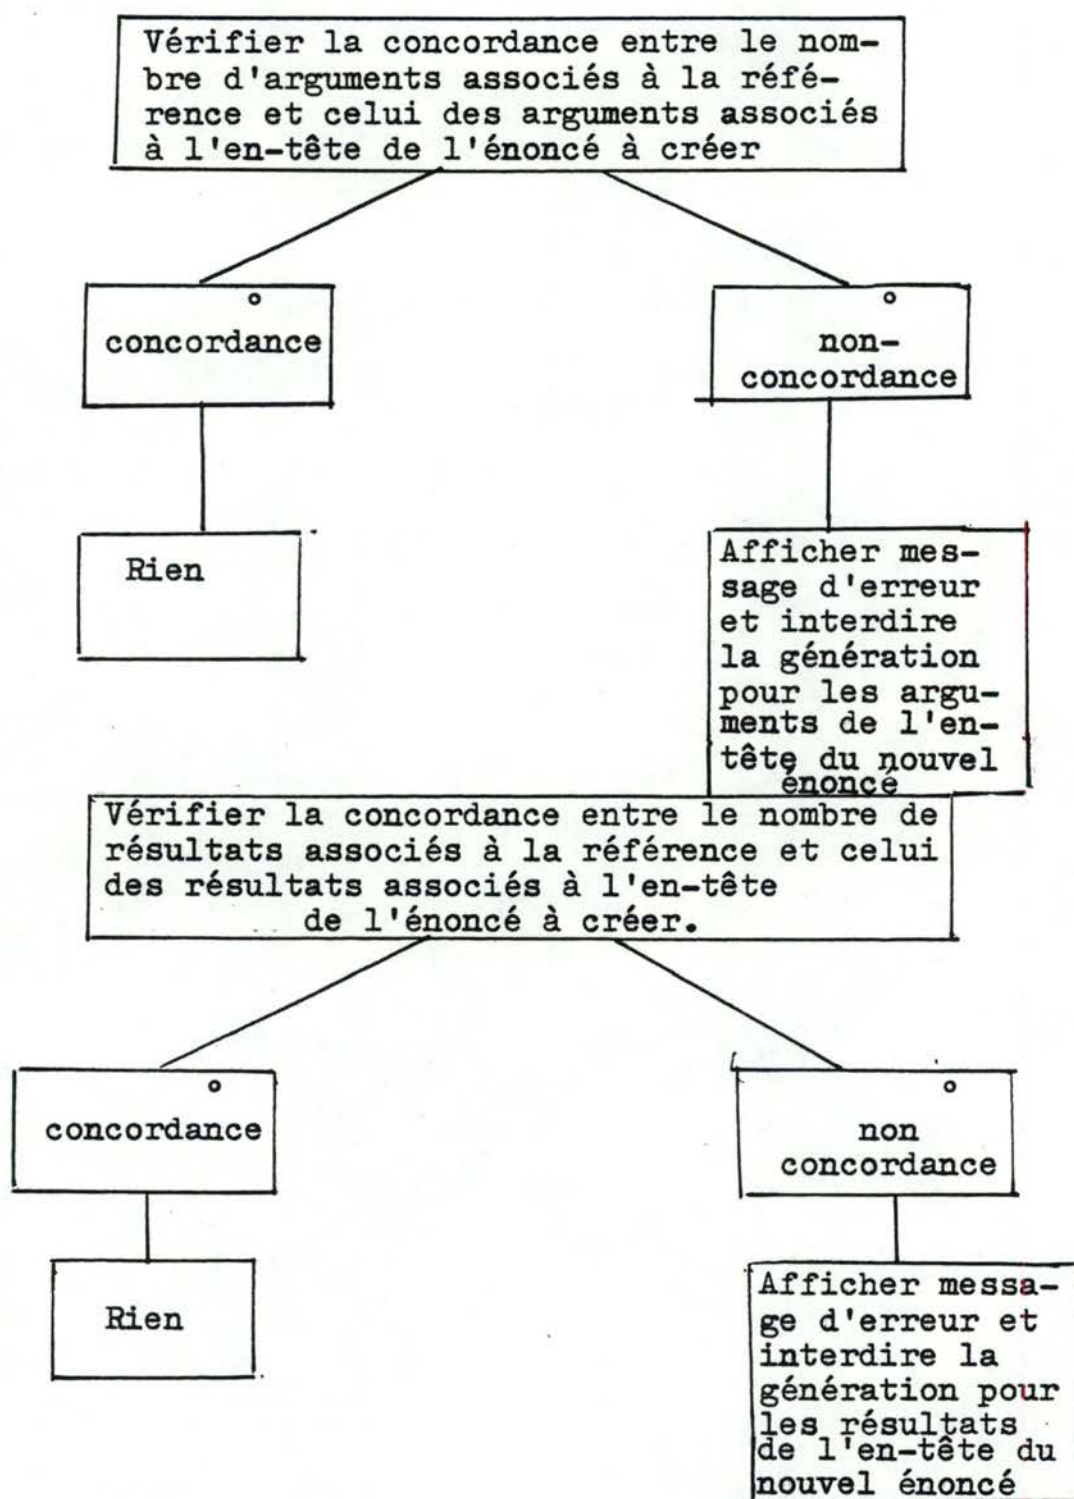 Vérifier la concordance entre le nom-
bre d'arguments associés à la réfé-
rence et celui des arguments associés
à l'en-tête de l'énoncé à créer
concordance
non-
concordance
Rien
Afficher mes-
sage d'erreur
et interdire
la génération
pour les argu-
ments de l'en-
tête du nouvel
énoncé
Vérifier la concordance entre le nombre de
résultats associés à la référence et celui
des résultats associés à l'en-tête
de l'énoncé à créer.
concordance
non
concordance
Rien
Afficher messa-
ge d'erreur et
interdire la
génération pour
les résultats
de l'en-tête du
nouvel énoncé